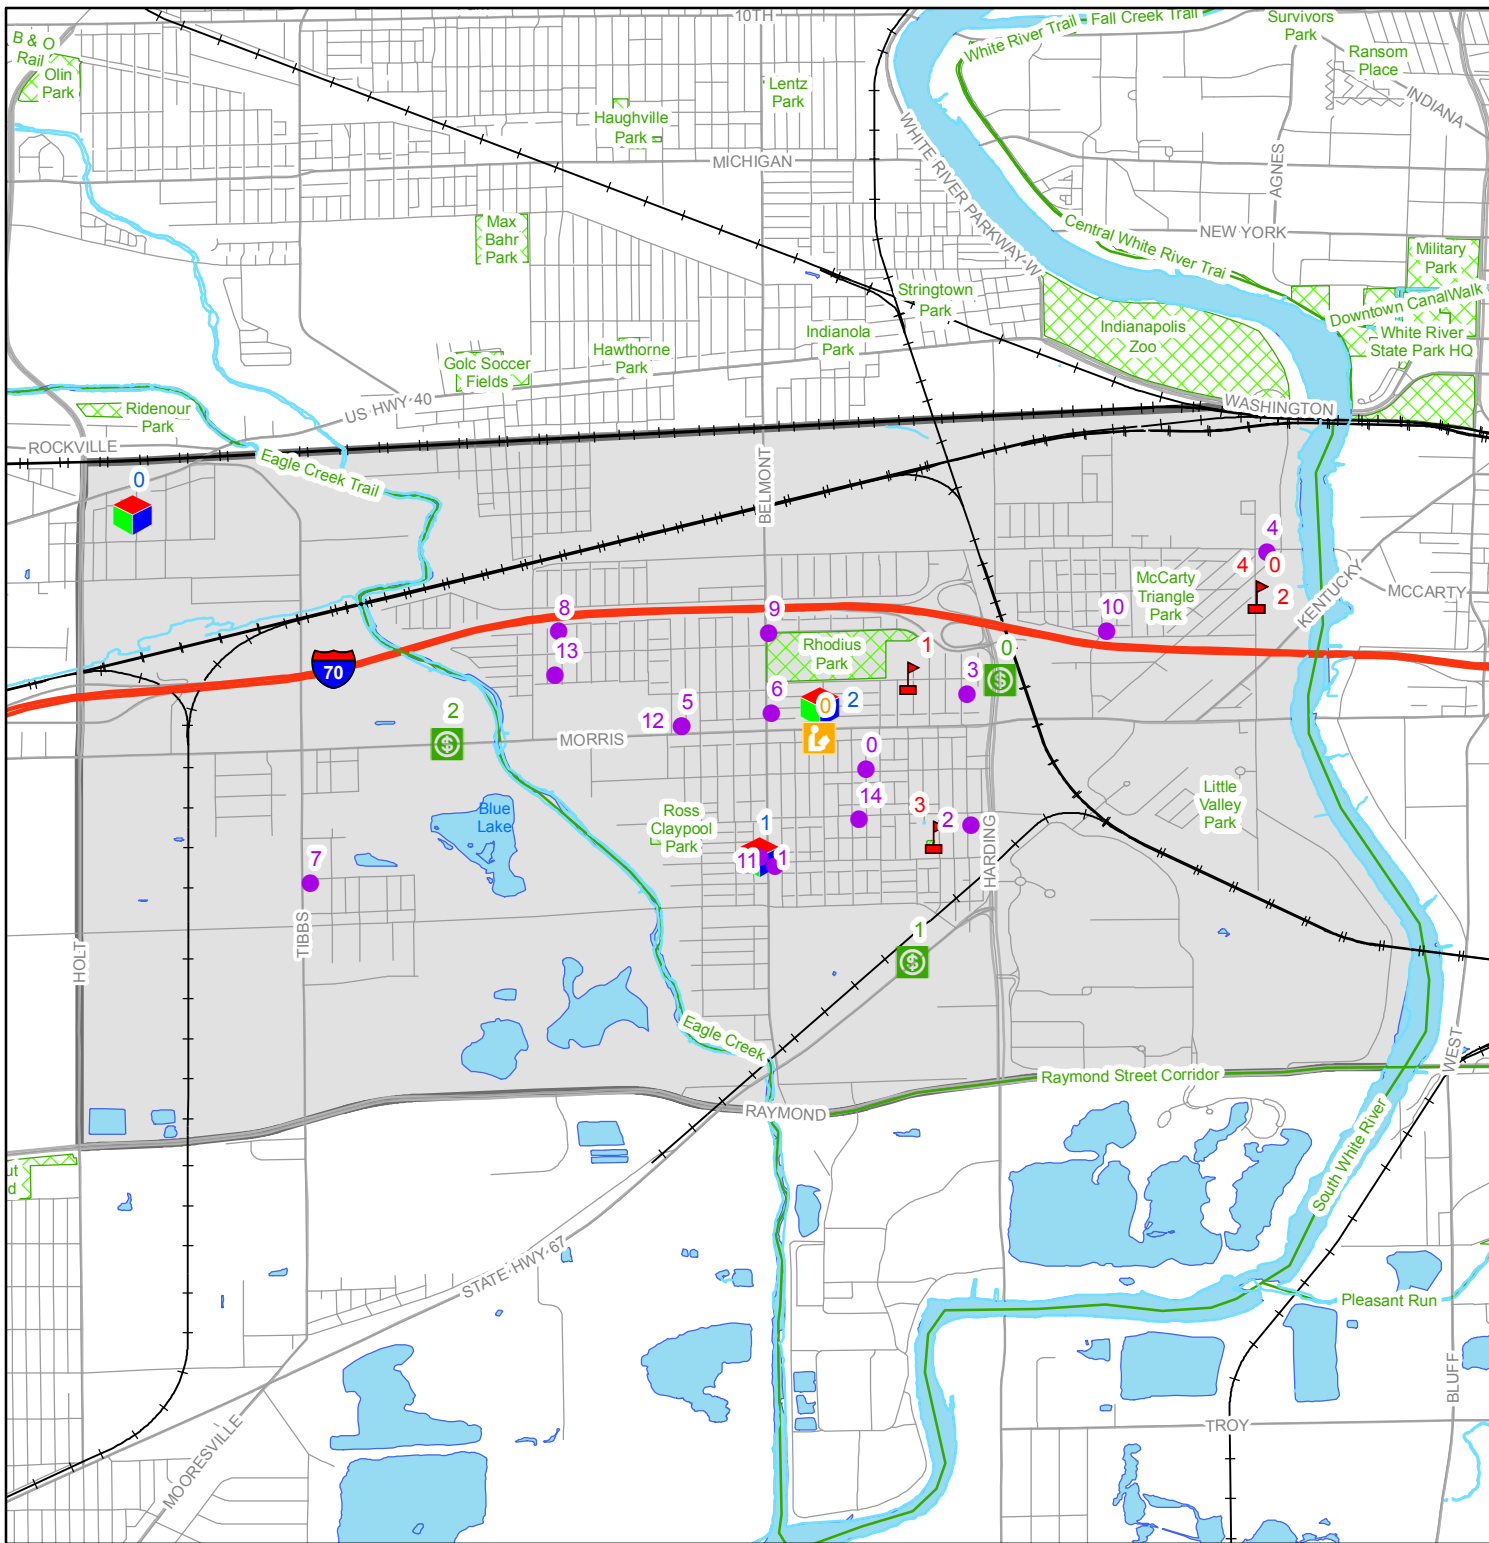 10TH
B & O
Rail
Olin
Park
White River Trail
Fall Creek Trail
Survivors
Park
Ransom
Place
INDIANA
Lentz
Park
Haughville
Park
MICHIGAN
WHITE RIVER PARKWAY W
AGNES
Max
Bahr
Park
Central White River Trai
NEW YORK
Military
Park
Stringtown
Park
Downtown CanalWalk
Indianapolis
Zoo
White River
State Park HQ
Indianola
Park
Hawthorne
Park
Golc Soccer
Fields
US HWY 40
WASHINGTON
Ridenour
Park
ROCKVILLE
Eagle Creek Trail
BELMONT
0
4
4
0
2
McCarty
Triangle
Park
KENTUCKY
MCCARTY
8
9
10
13
Rhodius
Park
1
0
3
70
2
5
12
6
0
2
MORRIS
0
14
Blue
Lake
Ross
Claypool
Park
1
3
2
Little
Valley
Park
HARDING
11
1
7
HOLT
TIBBS
1
Eagle Creek
WEST
Raymond Street Corridor
RAYMOND
ut
d
South White River
STATE HWY 67
Pleasant Run
BLUFF
TROY
MOORESVILLE